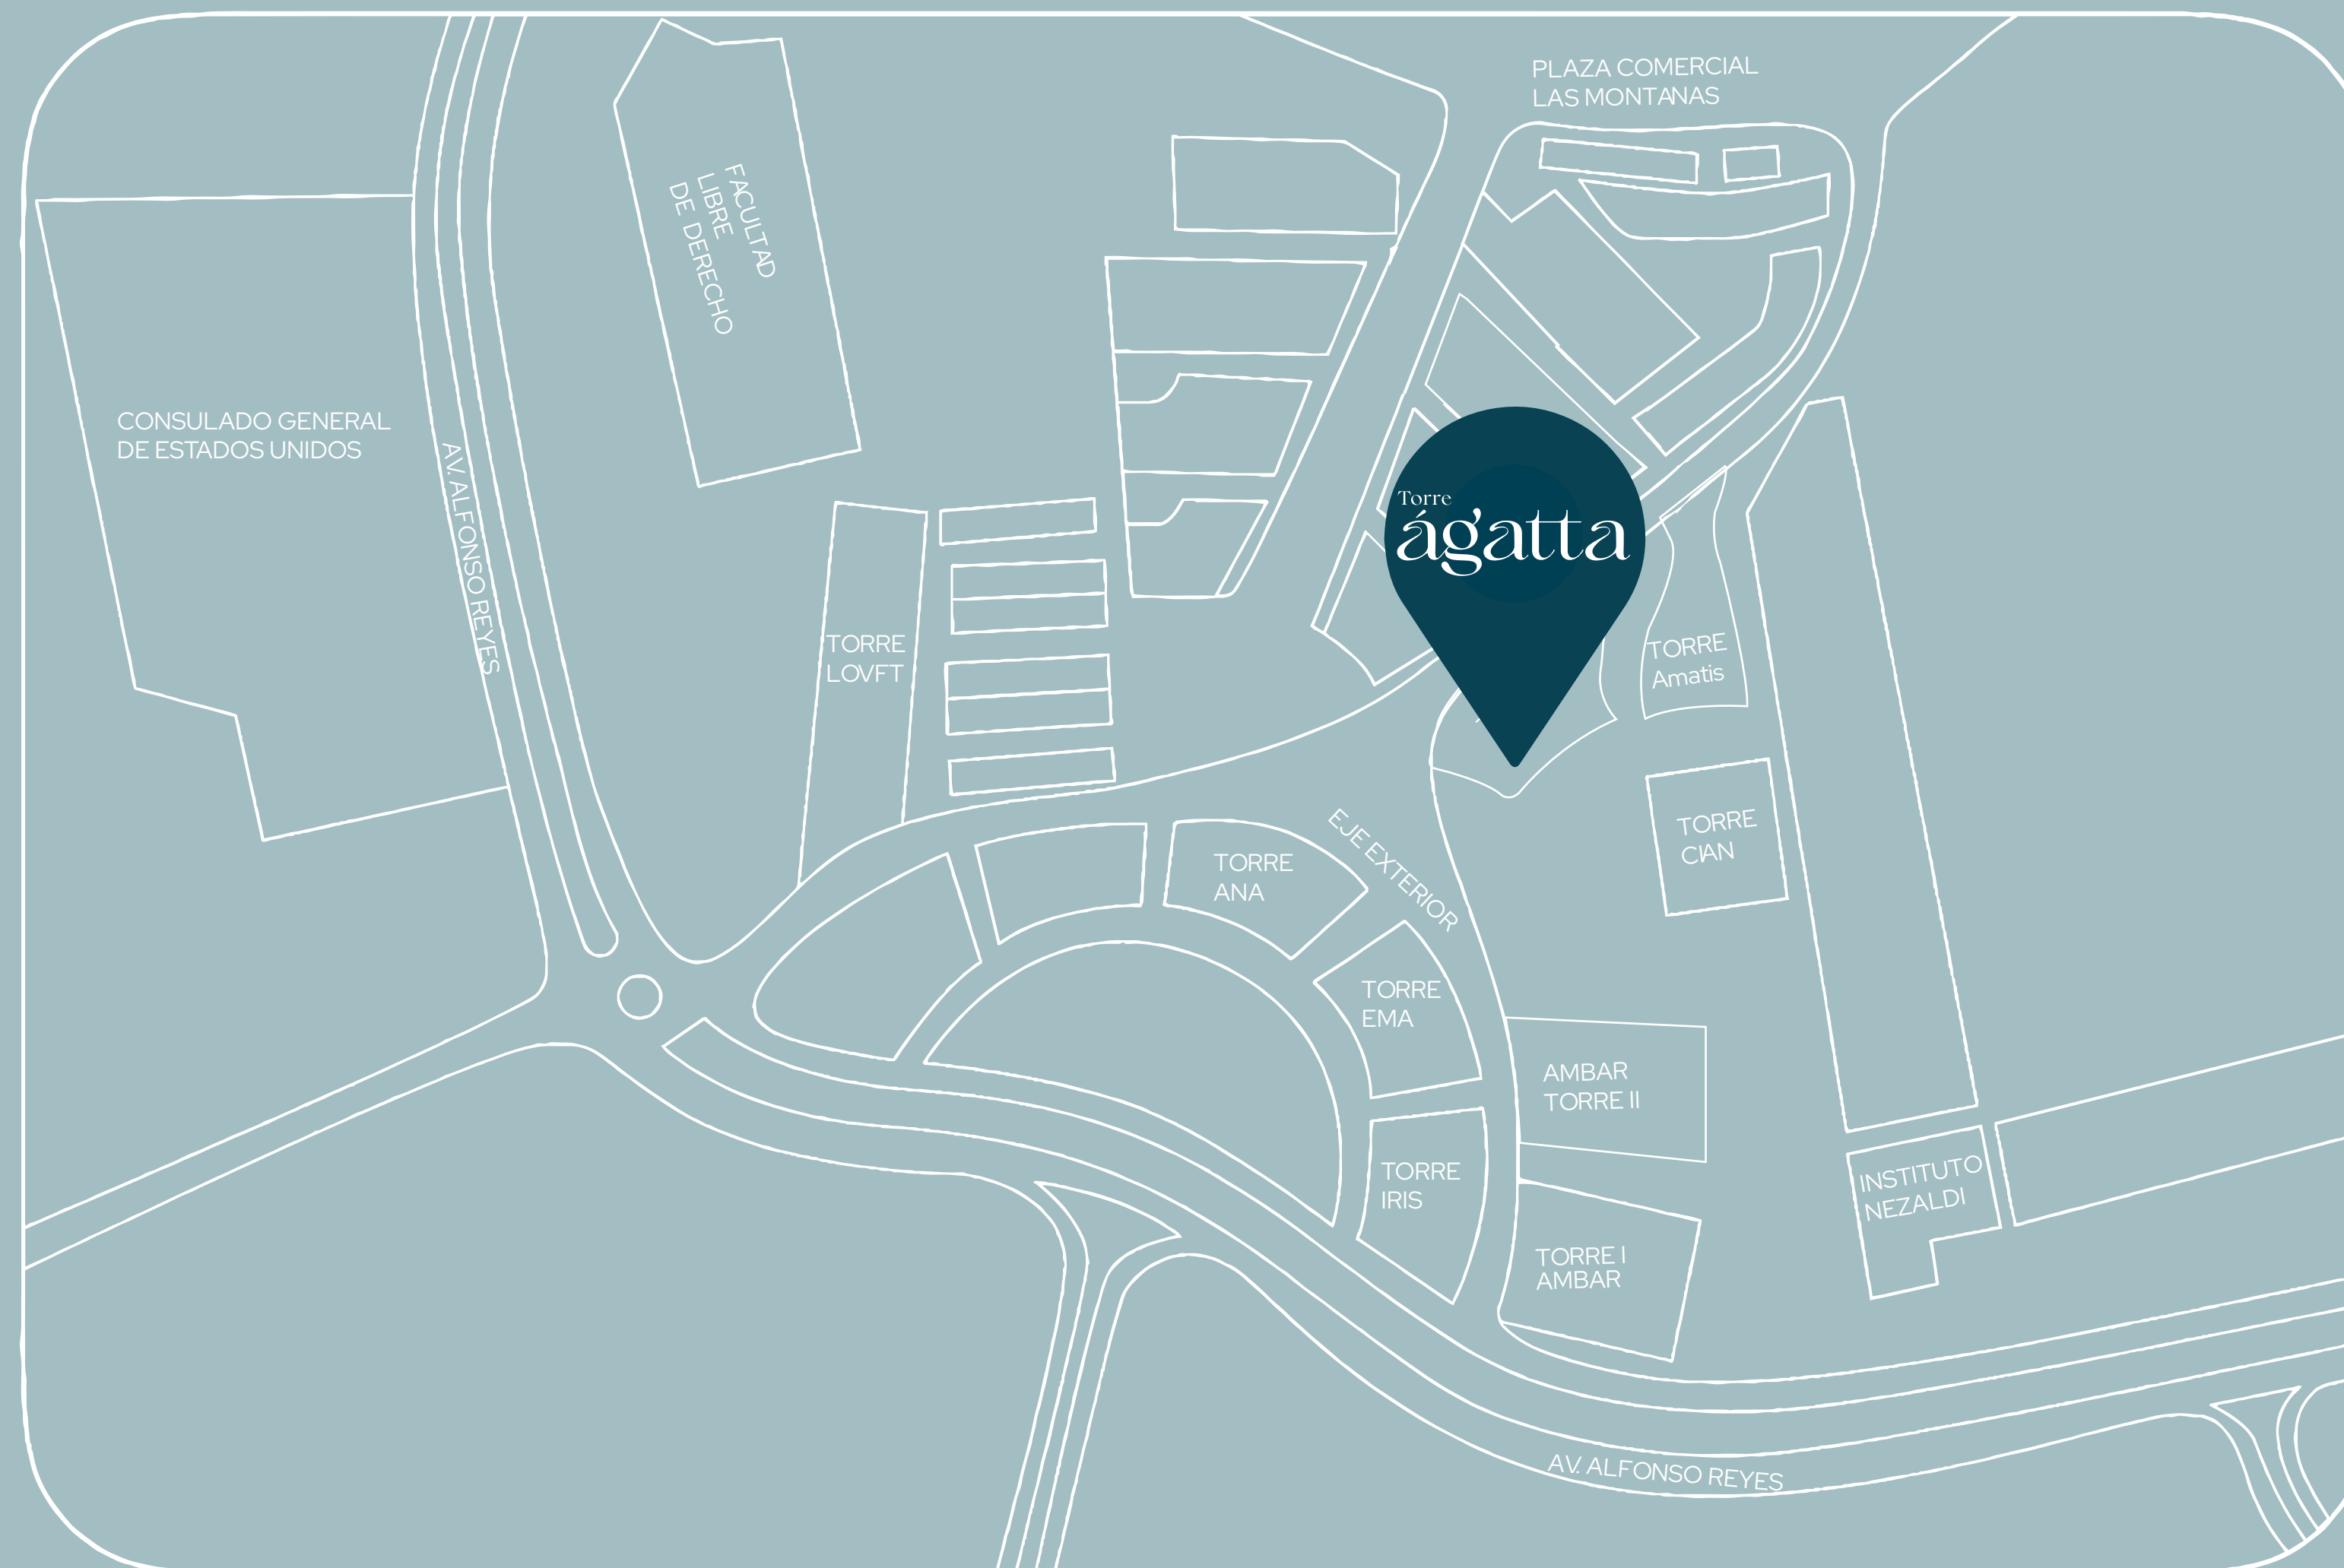 PLAZA COMERCIAL
LAS MONTANAS
FACULTAD
LIBRE
DE DERECHO
CONSULADO GENERAL
DE ESTADOS UNIDOS
AV. ALFONSO REYES
Torre
ágatta
TORRE
LOVFT
TORRE
Amatis
TORRE
CIAN
EJE EXTERIOR
TORRE
ANA
TORRE
EMA
AMBAR
TORRE II
TORRE
IRIS
INSTITUTO
NEZALDI
TORRE I
AMBAR
AV. ALFONSO REYES